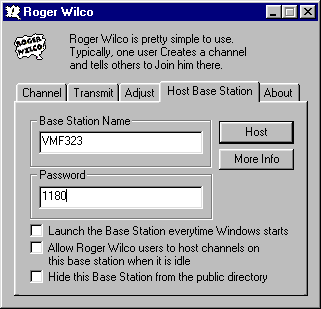 Roger Wilco
ROGER WILCO!
Roger Wilco is pretty simple to use.
Typically, one user Creates a channel
and tells others to Join him there.
Channel Transmit Adjust Host Base Station About
Base Station Name
VMF323
Host
More Info
Password
1180
Launch the Base Station everytime Windows starts
Allow Roger Wilco users to host channels on
this base station when it is idle
Hide this Base Station from the public directory